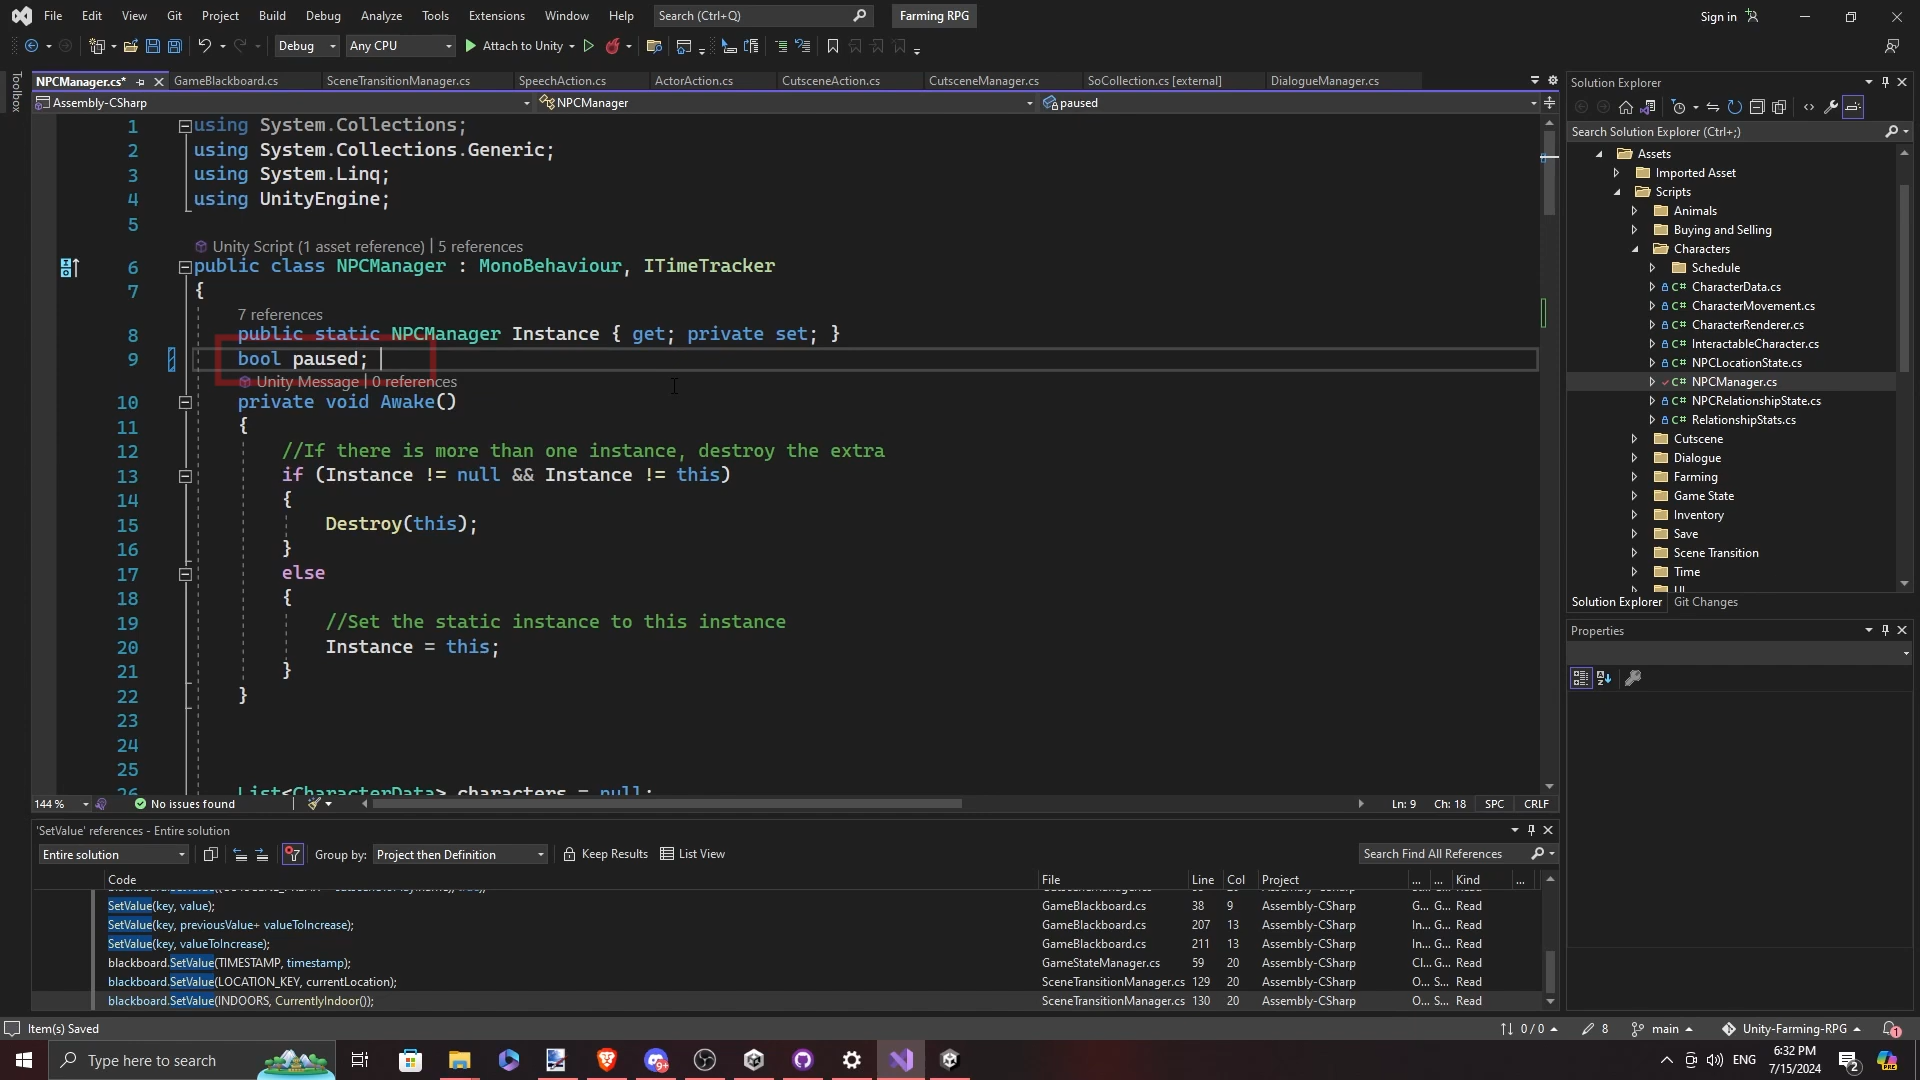 File Edit View Git Project Build Debug Test Analyze Tools Extensions Window Help Search (Ctrl+Q) Farming RPG Sign in
Debug Any CPU Attach to Unity
Toolbox
NPCManager.cs* GameBlackboard.cs SceneTransitionManager.cs SpeechAction.cs ActorAction.cs CutsceneAction.cs CutsceneManager.cs SoCollection.cs [external] DialogueManager.cs
Assembly-CSharp NPCManager paused
1 using System.Collections;
2 using System.Collections.Generic;
3 using System.Linq;
4 using UnityEngine;
5
Unity Script (1 asset reference) | 5 references
6 public class NPCManager : MonoBehaviour, ITimeTracker
7 {
7 references
8 public static NPCManager Instance { get; private set; }
9 bool paused;
Unity Message | 0 references
10 private void Awake()
11 {
12 //If there is more than one instance, destroy the extra
13 if (Instance != null && Instance != this)
14 {
15 Destroy(this);
16 }
17 else
18 {
19 //Set the static instance to this instance
20 Instance = this;
21 }
22 }
23
24
25
26 List<CharacterData> characters = null;
144 % No issues found Ln: 9 Ch: 18 SPC CRLF
Solution Explorer
Search Solution Explorer (Ctrl+;)
Assets
Imported Asset
Scripts
Animals
Buying and Selling
Characters
Schedule
C# CharacterData.cs
C# CharacterMovement.cs
C# CharacterRenderer.cs
C# InteractableCharacter.cs
C# NPCLocationState.cs
C# NPCManager.cs
C# NPCRelationshipState.cs
C# RelationshipStats.cs
Cutscene
Dialogue
Farming
Game State
Inventory
Save
Scene Transition
Time
UI
Solution Explorer Git Changes
Properties
'SetValue' references - Entire solution
Entire solution Group by: Project then Definition Keep Results List View Search Find All References
Code File Line Col Project ... ... Kind ...
SetValue(key, value); GameBlackboard.cs 38 9 Assembly-CSharp G... G... Read
SetValue(key, previousValue+ valueToIncrease); GameBlackboard.cs 207 13 Assembly-CSharp In... G... Read
SetValue(key, valueToIncrease); GameBlackboard.cs 211 13 Assembly-CSharp In... G... Read
blackboard.SetValue(TIMESTAMP, timestamp); GameStateManager.cs 59 20 Assembly-CSharp Cl... G... Read
blackboard.SetValue(LOCATION_KEY, currentLocation); SceneTransitionManager.cs 129 20 Assembly-CSharp O... S... Read
blackboard.SetValue(INDOORS, CurrentlyIndoor()); SceneTransitionManager.cs 130 20 Assembly-CSharp O... S... Read
Item(s) Saved 0 / 0 8 main Unity-Farming-RPG 1
Type here to search 9+ ENG 6:32 PM 7/15/2024 2 PRE